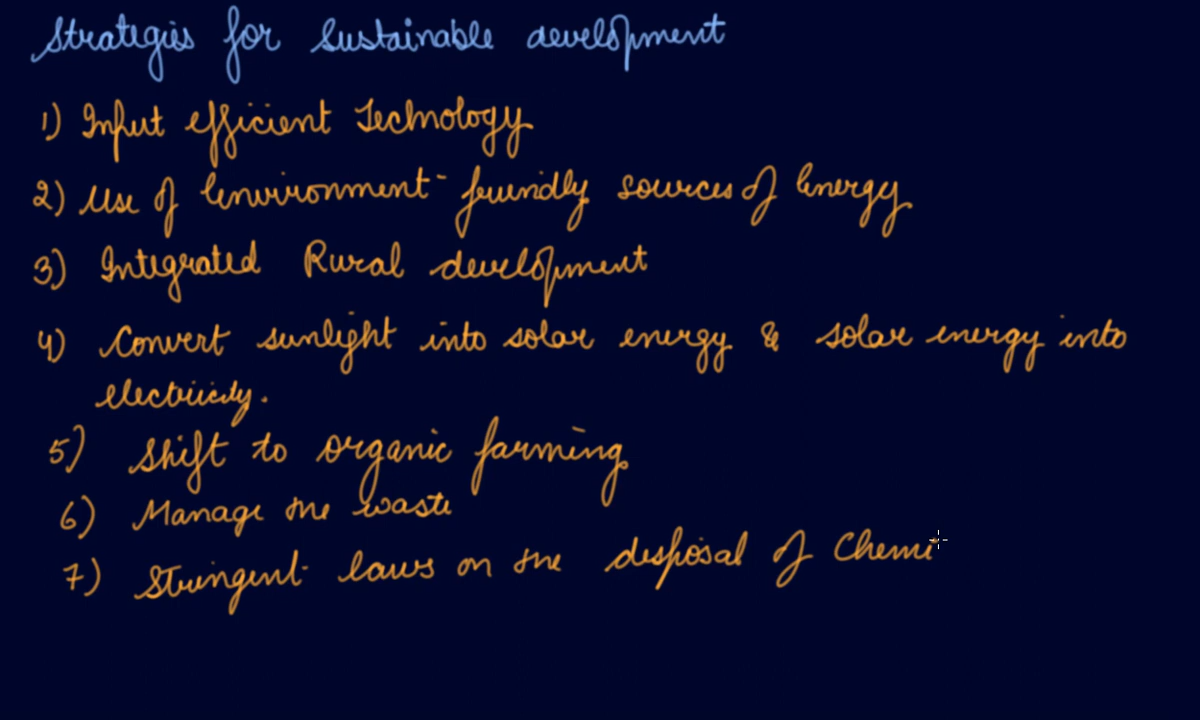 Strategies for Sustainable development
1) Input efficient Technology
2) Use of Environment-friendly sources of Energy
3) Integrated Rural development
4) Convert sunlight into solar energy & solar energy into
electricity.
5) Shift to organic farming
6) Manage the waste
7) Stringent laws on the disposal of Chemi